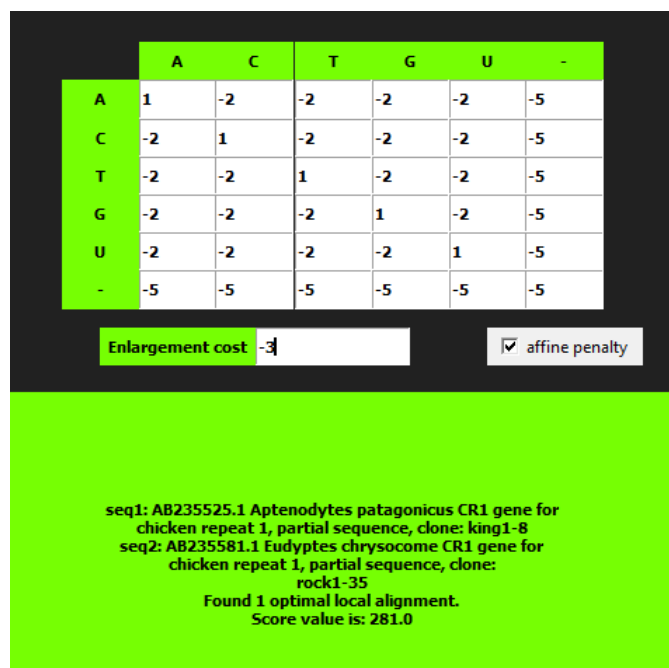 A C T G U -
A 1 -2 -2 -2 -2 -5
C -2 1 -2 -2 -2 -5
T -2 -2 1 -2 -2 -5
G -2 -2 -2 1 -2 -5
U -2 -2 -2 -2 1 -5
- -5 -5 -5 -5 -5 -5
Enlargement cost -3 affine penalty
seq1: AB235525.1 Aptenodytes patagonicus CR1 gene for
chicken repeat 1, partial sequence, clone: king1-8
seq2: AB235581.1 Eudyptes chrysocome CR1 gene for
chicken repeat 1, partial sequence, clone:
rock1-35
Found 1 optimal local alignment.
Score value is: 281.0